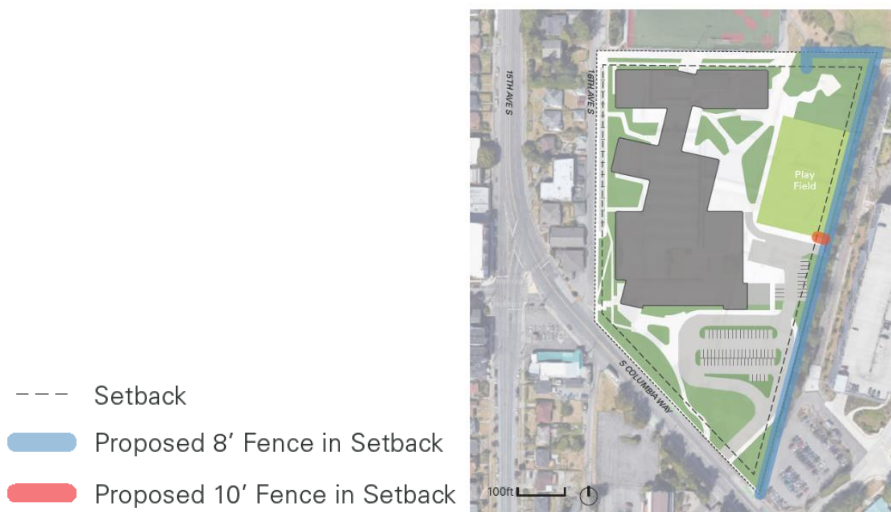 15TH AVE S
16TH AVE S
Play
Field
S COLUMBIA WAY
100ft
Setback
Proposed 8' Fence in Setback
Proposed 10' Fence in Setback